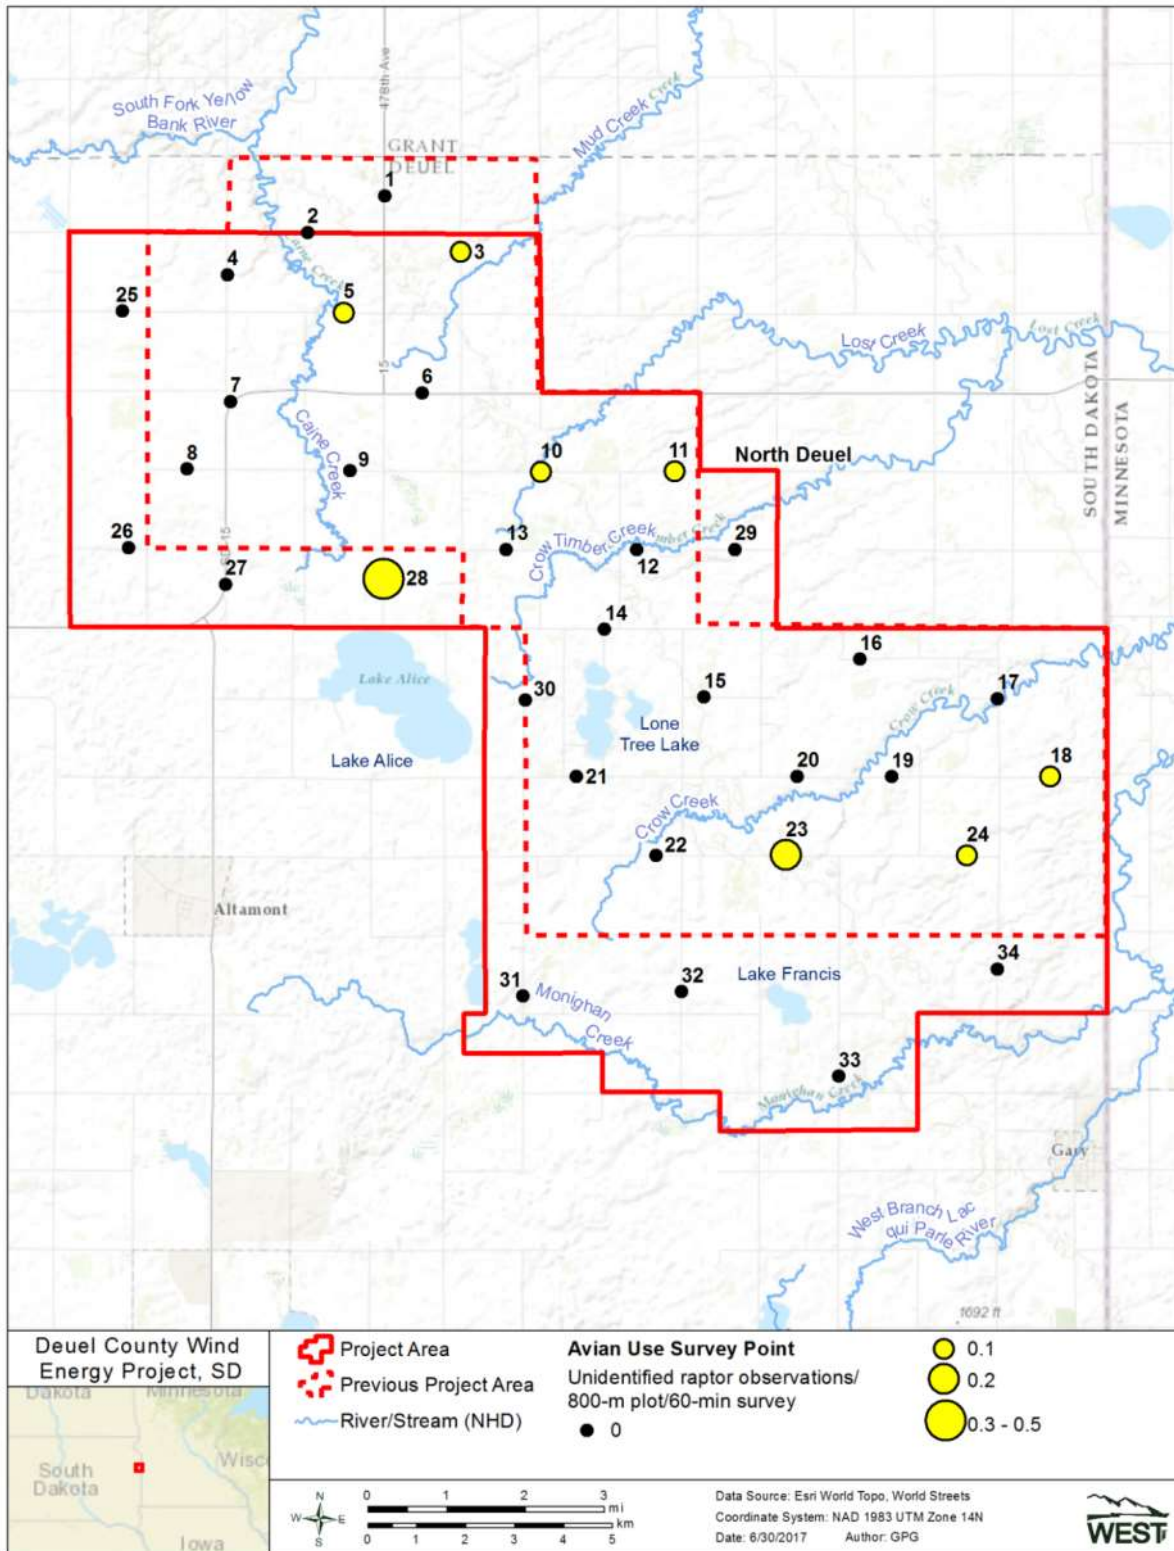 South Fork Yellow
Bank River
478th Ave
Mud Creek
Creek
GRANT
DEUEL
1
2
3
4
5
25
Lost Creek
Lost Creek
15
6
7
SOUTH DAKOTA
MINNESOTA
North Deuel
8
Caine Creek
9
10
11
26
13
Crow Timber Creek
12
29
27
28
14
16
Lake Alice
30
15
Crow Creek
17
Lone
Tree Lake
Lake Alice
21
20
19
18
Crow Creek
22
23
24
Altamont
34
Lake Francis
31
32
Monighan
Creek
33
Monighan Creek
Gary
West Branch Lac
qui Parle River
1692 ft
Deuel County Wind
Energy Project, SD
Dakota
Minnesota
South
Dakota
Iowa
Project Area
Previous Project Area
River/Stream (NHD)
Avian Use Survey Point
Unidentified raptor observations/
800-m plot/60-min survey
0
0.1
0.2
0.3 - 0.5
N
W E
S
0 1 2 3
mi
km
0 1 2 3 4 5
Data Source: Esri World Topo, World Streets
Coordinate System: NAD 1983 UTM Zone 14N
Date: 6/30/2017 Author: GPG
WEST